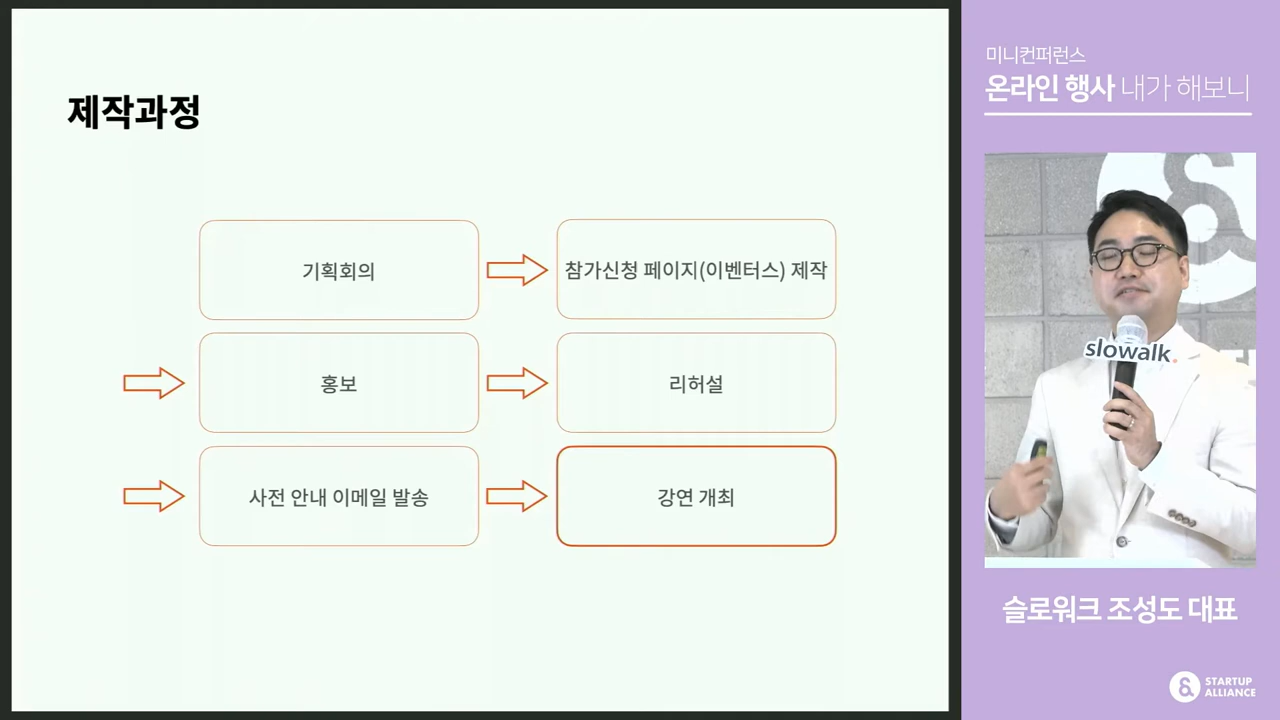 제작과정
기획회의
참가신청 페이지(이벤터스) 제작
홍보
리허설
사전 안내 이메일 발송
강연 개최
미니컨퍼런스
온라인 행사 내가 해보니
slowalk.
슬로워크 조성도 대표
STARTUP
ALLIANCE